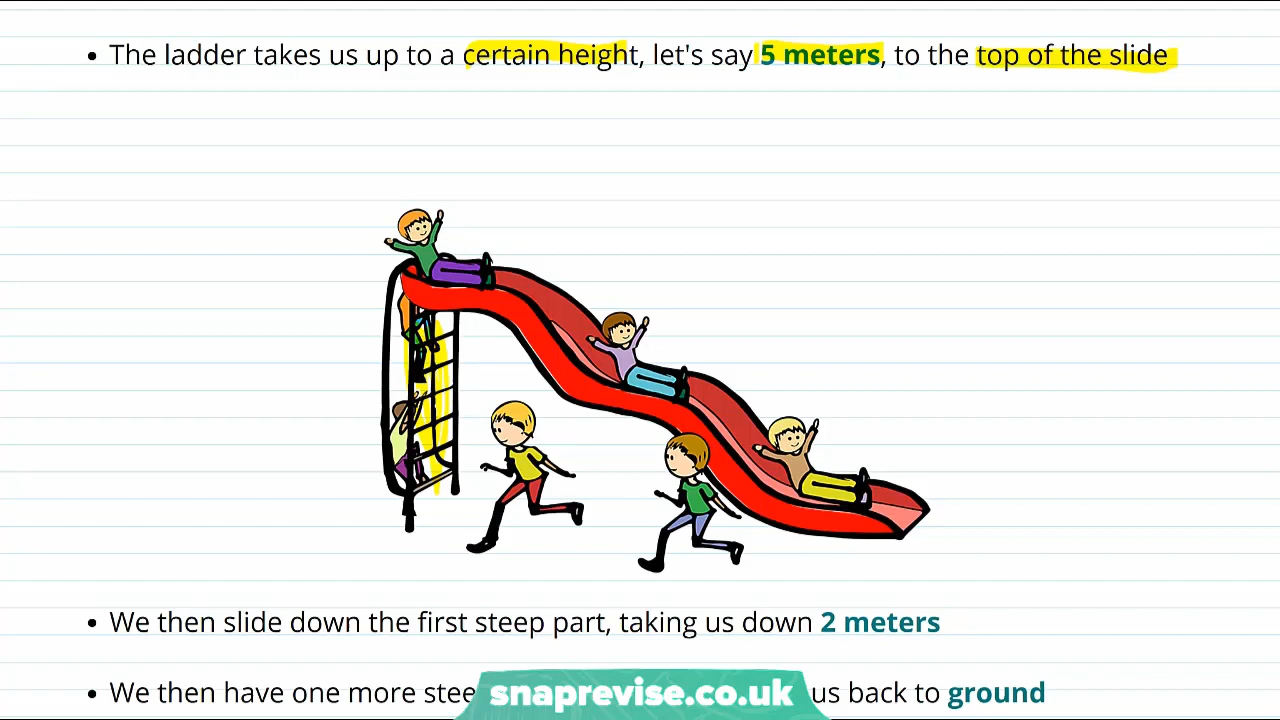 • The ladder takes us up to a certain height, let's say 5 meters, to the top of the slide
• We then slide down the first steep part, taking us down 2 meters
• We then have one more us back to ground
snaprevise.co.uk